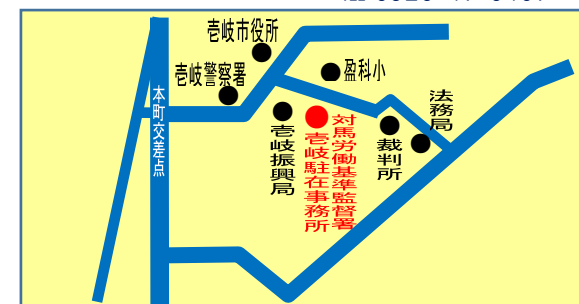 壱岐市役所
壱岐警察署
盈科小
法務局
本町交差点
壱岐振興局
対馬労働基準監督署
壱岐駐在事務所
裁判所